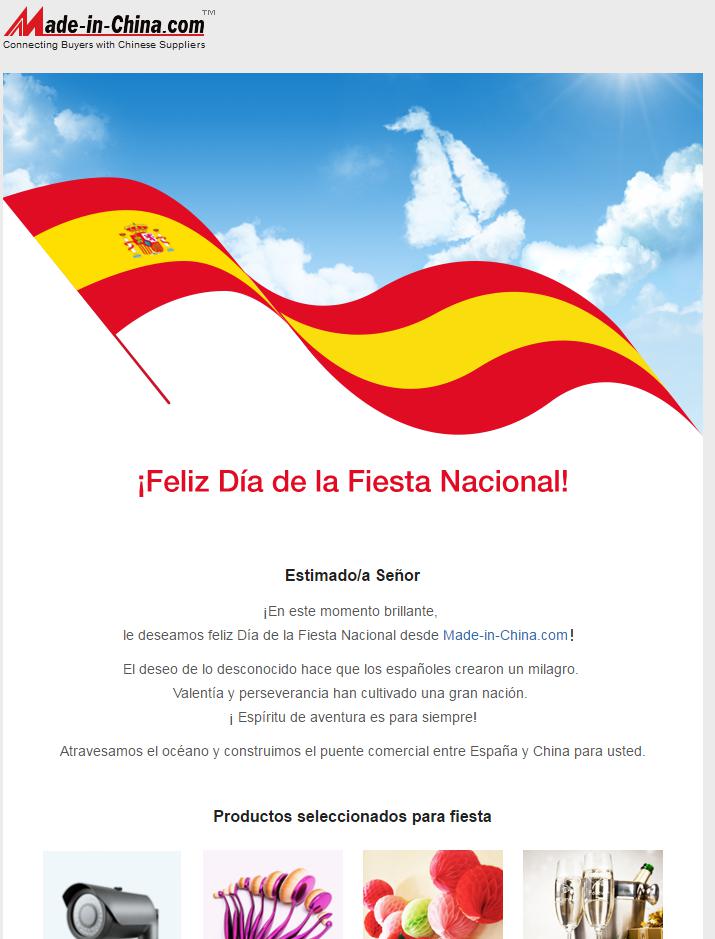 Made-in-China.com™
Connecting Buyers with Chinese Suppliers
¡Feliz Día de la Fiesta Nacional!
Estimado/a Señor
¡En este momento brillante,
le deseamos feliz Día de la Fiesta Nacional desde Made-in-China.com！
El deseo de lo desconocido hace que los españoles crearon un milagro.
Valentía y perseverancia han cultivado una gran nación.
¡ Espíritu de aventura es para siempre!
Atravesamos el océano y construimos el puente comercial entre España y China para usted.
Productos seleccionados para fiesta